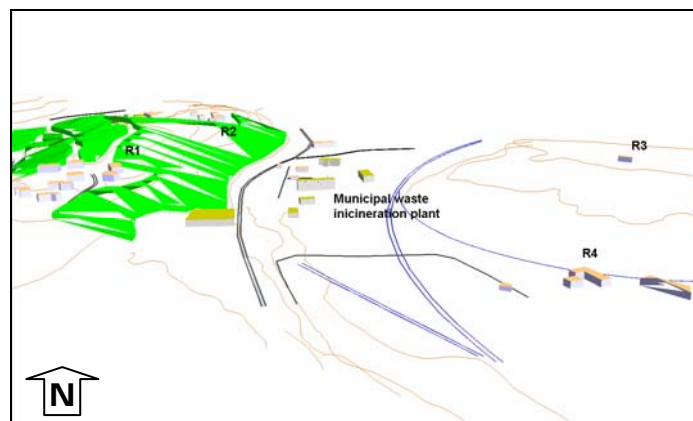 R2
R1
R3
Municipal waste
inicineration plant
R4
N